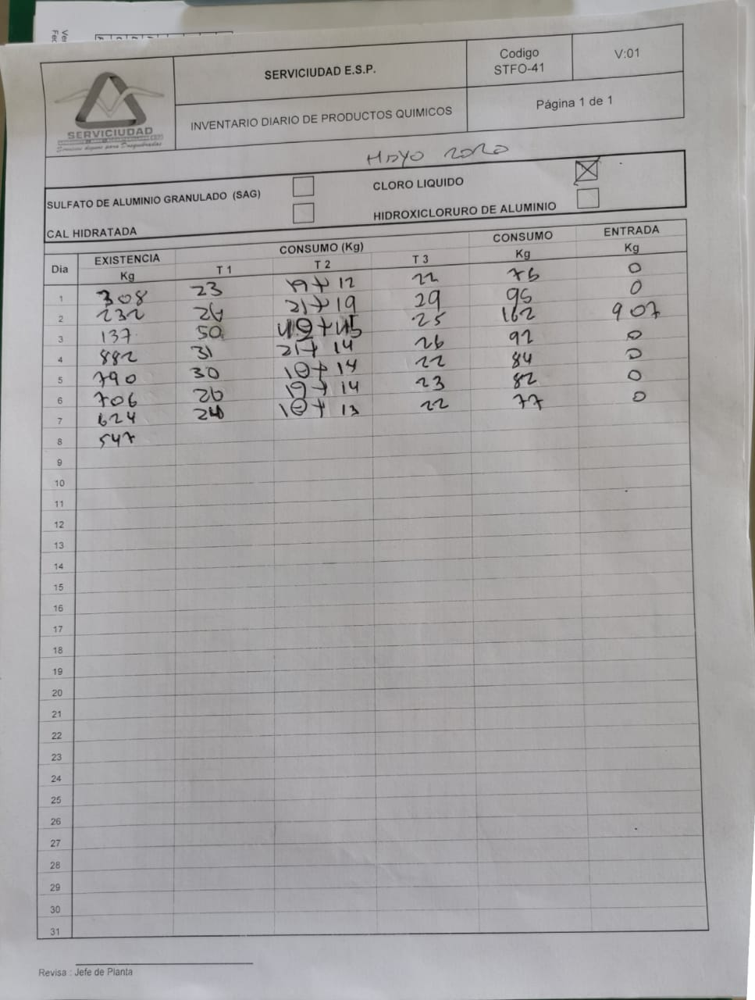 SERVICIUDAD E.S.P.
Codigo
STFO-41
V:01
INVENTARIO DIARIO DE PRODUCTOS QUIMICOS
Página 1 de 1
SERVICIUDAD
Mayo 2020
SULFATO DE ALUMINIO GRANULADO (SAG)
CLORO LIQUIDO
CAL HIDRATADA
HIDROXICLORURO DE ALUMINIO
Dia EXISTENCIA Kg CONSUMO (Kg) T 1 T 2 T 3 CONSUMO Kg ENTRADA Kg
1 308 23 19+12 22 76 0
2 232 26 21+19 29 95 0
3 137 50 25 162 907
4 882 31 21+14 26 92 0
5 790 30 18+14 22 84 0
6 706 26 19+14 23 82 0
7 624 24 18+13 22 77 0
8 547
9
10
11
12
13
14
15
16
17
18
19
20
21
22
23
24
25
26
27
28
29
30
31
Revisa : Jefe de Planta